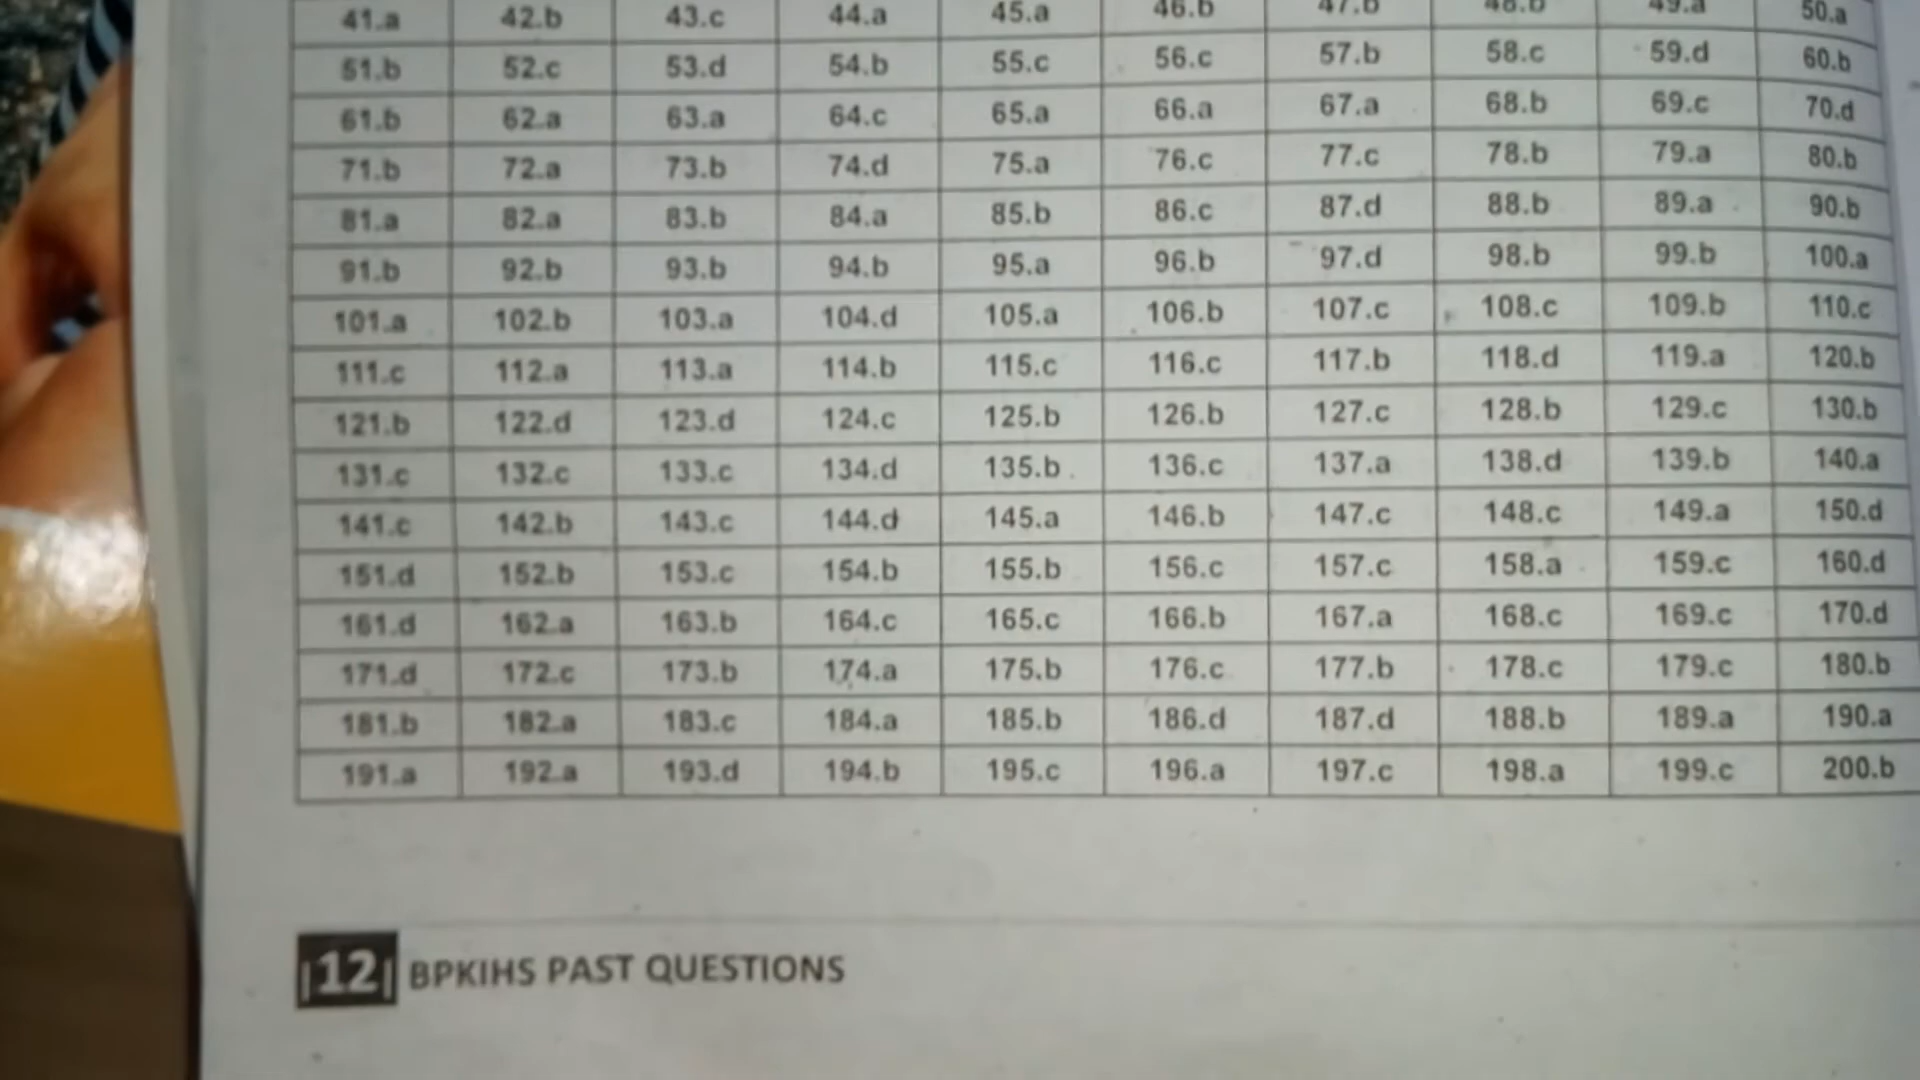 41.a 42.b 43.c 44.a 45.a 46.b 47.b 48.b 49.a 50.a
51.b 52.c 53.d 54.b 55.c 56.c 57.b 58.c 59.d 60.b
61.b 62.a 63.a 64.c 65.a 66.a 67.a 68.b 69.c 70.d
71.b 72.a 73.b 74.d 75.a 76.c 77.c 78.b 79.a 80.b
81.a 82.a 83.b 84.a 85.b 86.c 87.d 88.b 89.a 90.b
91.b 92.b 93.b 94.b 95.a 96.b 97.d 98.b 99.b 100.a
101.a 102.b 103.a 104.d 105.a 106.b 107.c 108.c 109.b 110.c
111.c 112.a 113.a 114.b 115.c 116.c 117.b 118.d 119.a 120.b
121.b 122.d 123.d 124.c 125.b 126.b 127.c 128.b 129.c 130.b
131.c 132.c 133.c 134.d 135.b 136.c 137.a 138.d 139.b 140.a
141.c 142.b 143.c 144.d 145.a 146.b 147.c 148.c 149.a 150.d
151.d 152.b 153.c 154.b 155.b 156.c 157.c 158.a 159.c 160.d
161.d 162.a 163.b 164.c 165.c 166.b 167.a 168.c 169.c 170.d
171.d 172.c 173.b 174.a 175.b 176.c 177.b 178.c 179.c 180.b
181.b 182.a 183.c 184.a 185.b 186.d 187.d 188.b 189.a 190.a
191.a 192.a 193.d 194.b 195.c 196.a 197.c 198.a 199.c 200.b
|12| BPKIHS PAST QUESTIONS